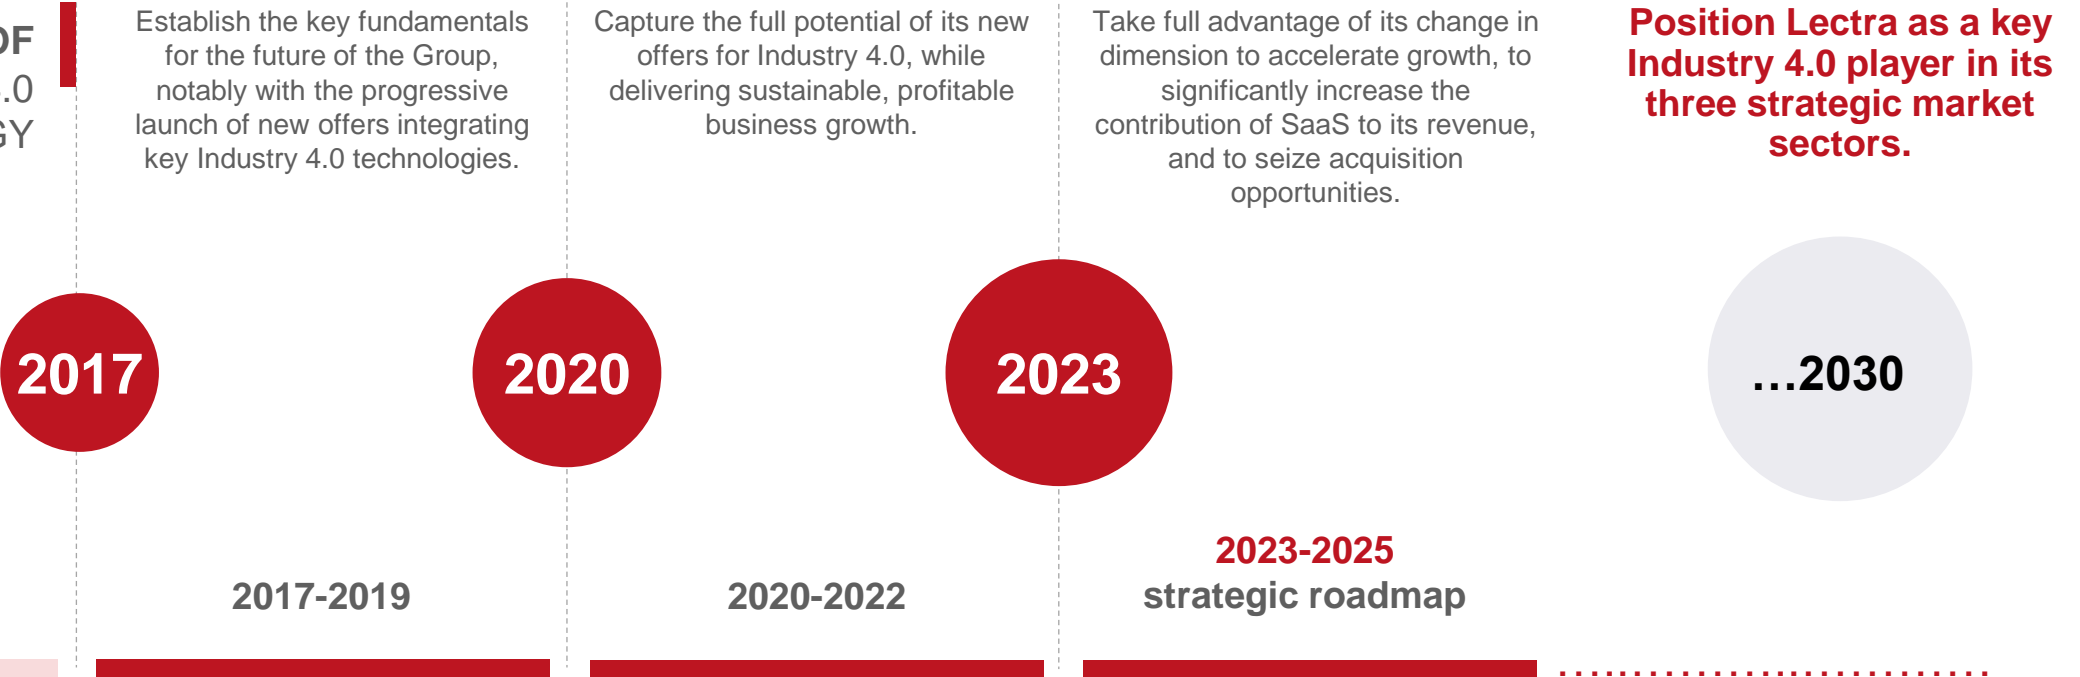 OF
.0
GY
Establish the key fundamentals
for the future of the Group,
notably with the progressive
launch of new offers integrating
key Industry 4.0 technologies.
Capture the full potential of its new
offers for Industry 4.0, while
delivering sustainable, profitable
business growth.
Take full advantage of its change in
dimension to accelerate growth, to
significantly increase the
contribution of SaaS to its revenue,
and to seize acquisition
opportunities.
Position Lectra as a key
Industry 4.0 player in its
three strategic market
sectors.
2017
2020
2023
...2030
2017-2019
2020-2022
2023-2025
strategic roadmap